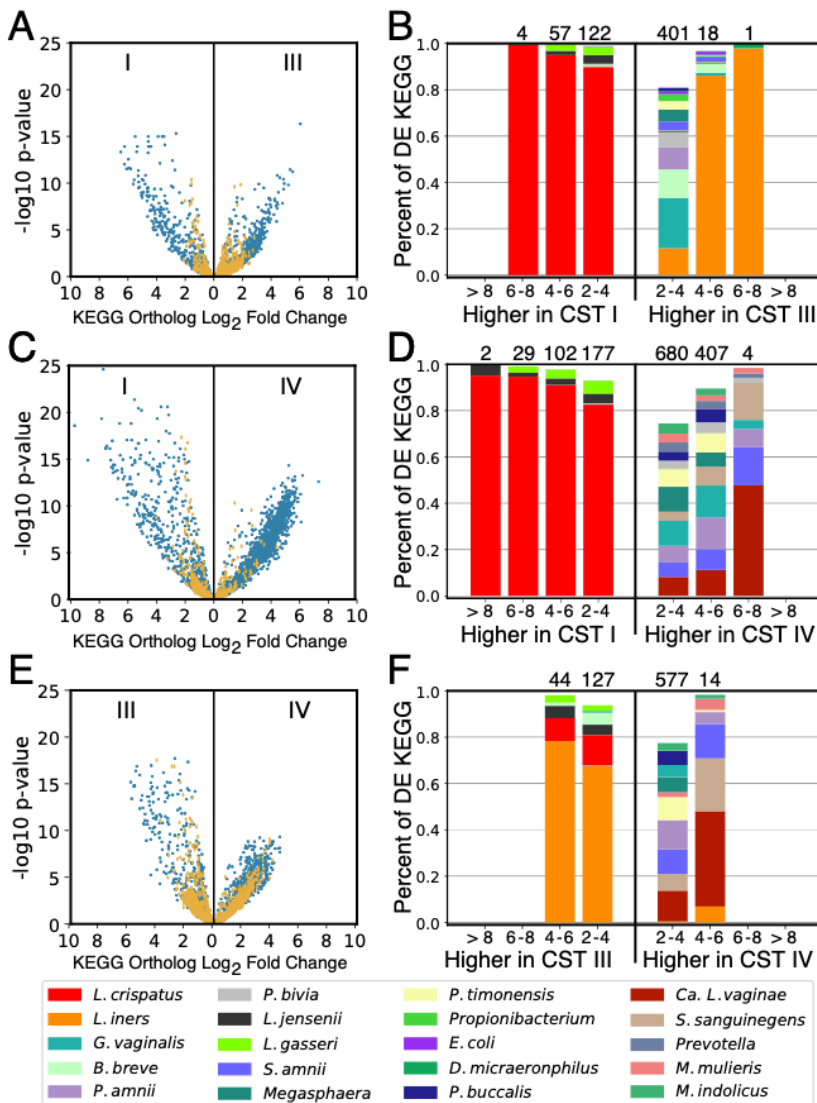 A
25
20
15
10
5
0
-log10 p-value
I
III
10 8 6 4 2 0 2 4 6 8 10
KEGG Ortholog Log2 Fold Change
B
4 57 122
401 18 1
1.0
0.8
0.6
0.4
0.2
0.0
Percent of DE KEGG
> 8 6-8 4-6 2-4
2-4 4-6 6-8 > 8
Higher in CST I
Higher in CST III
C
25
20
15
10
5
0
-log10 p-value
I
IV
10 8 6 4 2 0 2 4 6 8 10
KEGG Ortholog Log2 Fold Change
D
2 29 102 177
680 407 4
1.0
0.8
0.6
0.4
0.2
0.0
Percent of DE KEGG
> 8 6-8 4-6 2-4
2-4 4-6 6-8 > 8
Higher in CST I
Higher in CST IV
E
25
20
15
10
5
0
-log10 p-value
III
IV
10 8 6 4 2 0 2 4 6 8 10
KEGG Ortholog Log2 Fold Change
F
44 127
577 14
1.0
0.8
0.6
0.4
0.2
0.0
Percent of DE KEGG
> 8 6-8 4-6 2-4
2-4 4-6 6-8 > 8
Higher in CST III
Higher in CST IV
L. crispatus
L. iners
G. vaginalis
B. breve
P. amnii
P. bivia
L. jensenii
L. gasseri
S. amnii
Megasphaera
P. timonensis
Propionibacterium
E. coli
D. micraeronphilus
P. buccalis
Ca. L. vaginae
S. sanguinegens
Prevotella
M. mulieris
M. indolicus